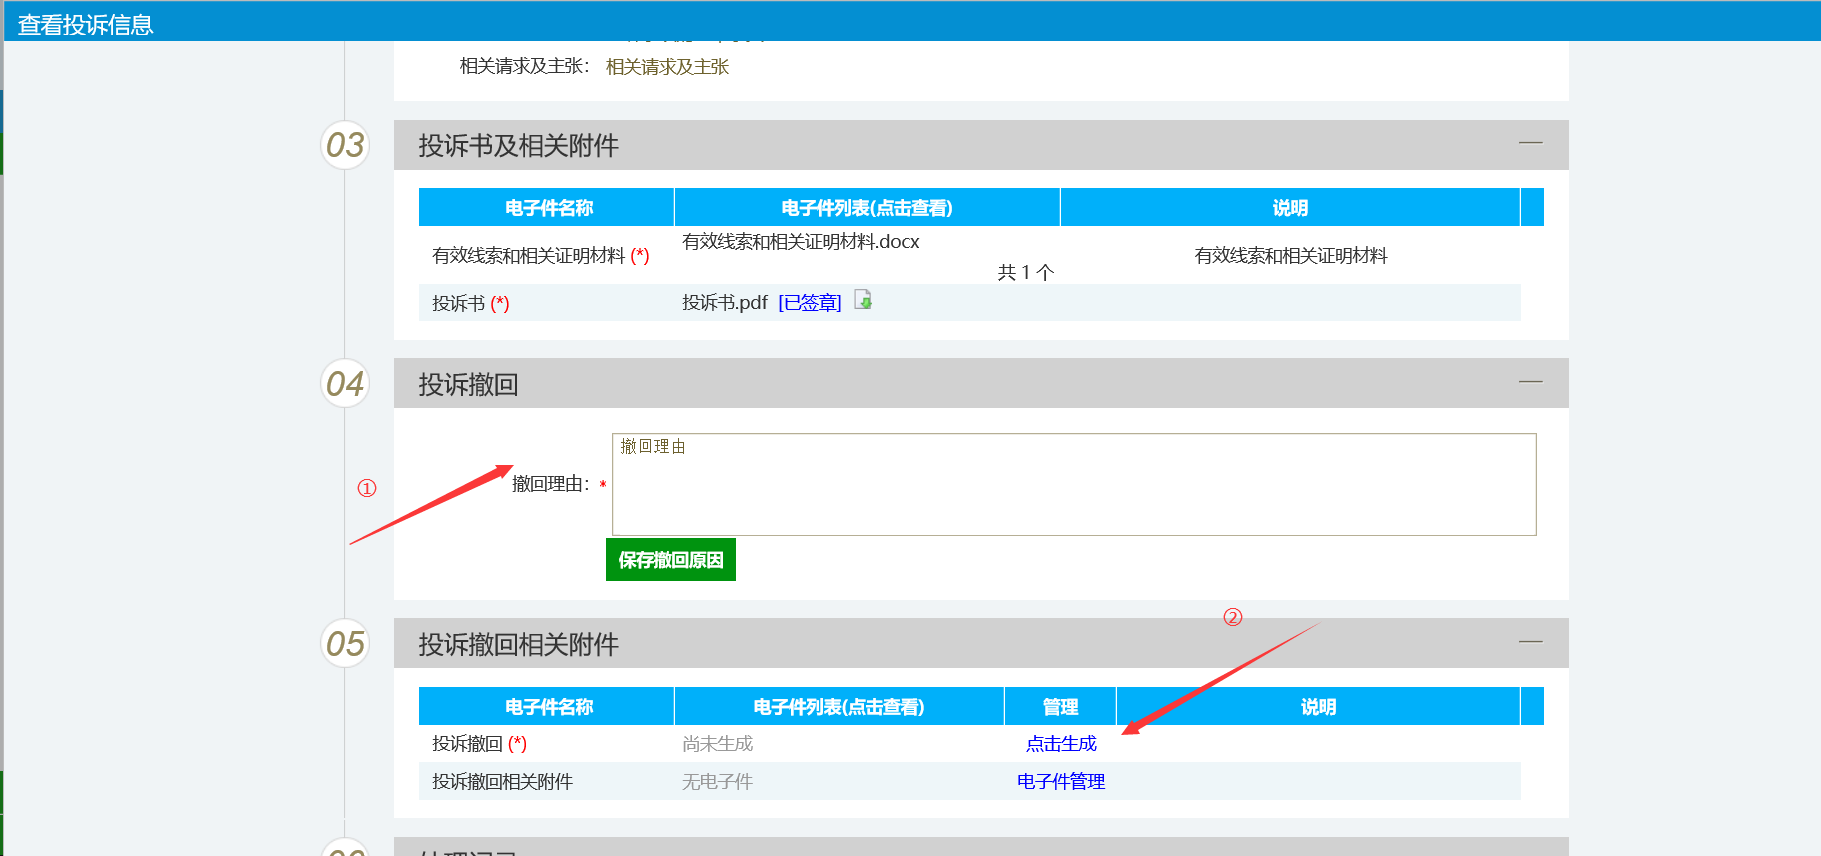 查看投诉信息
相关请求及主张： 相关请求及主张
03 投诉书及相关附件
电子件名称 电子件列表(点击查看) 说明
有效线索和相关证明材料 (*) 有效线索和相关证明材料.docx 有效线索和相关证明材料
共 1 个
投诉书 (*) 投诉书.pdf [已签章]
04 投诉撤回
撤回理由
① 撤回理由： *
保存撤回原因
②
05 投诉撤回相关附件
电子件名称 电子件列表(点击查看) 管理 说明
投诉撤回 (*) 尚未生成 点击生成
投诉撤回相关附件 无电子件 电子件管理